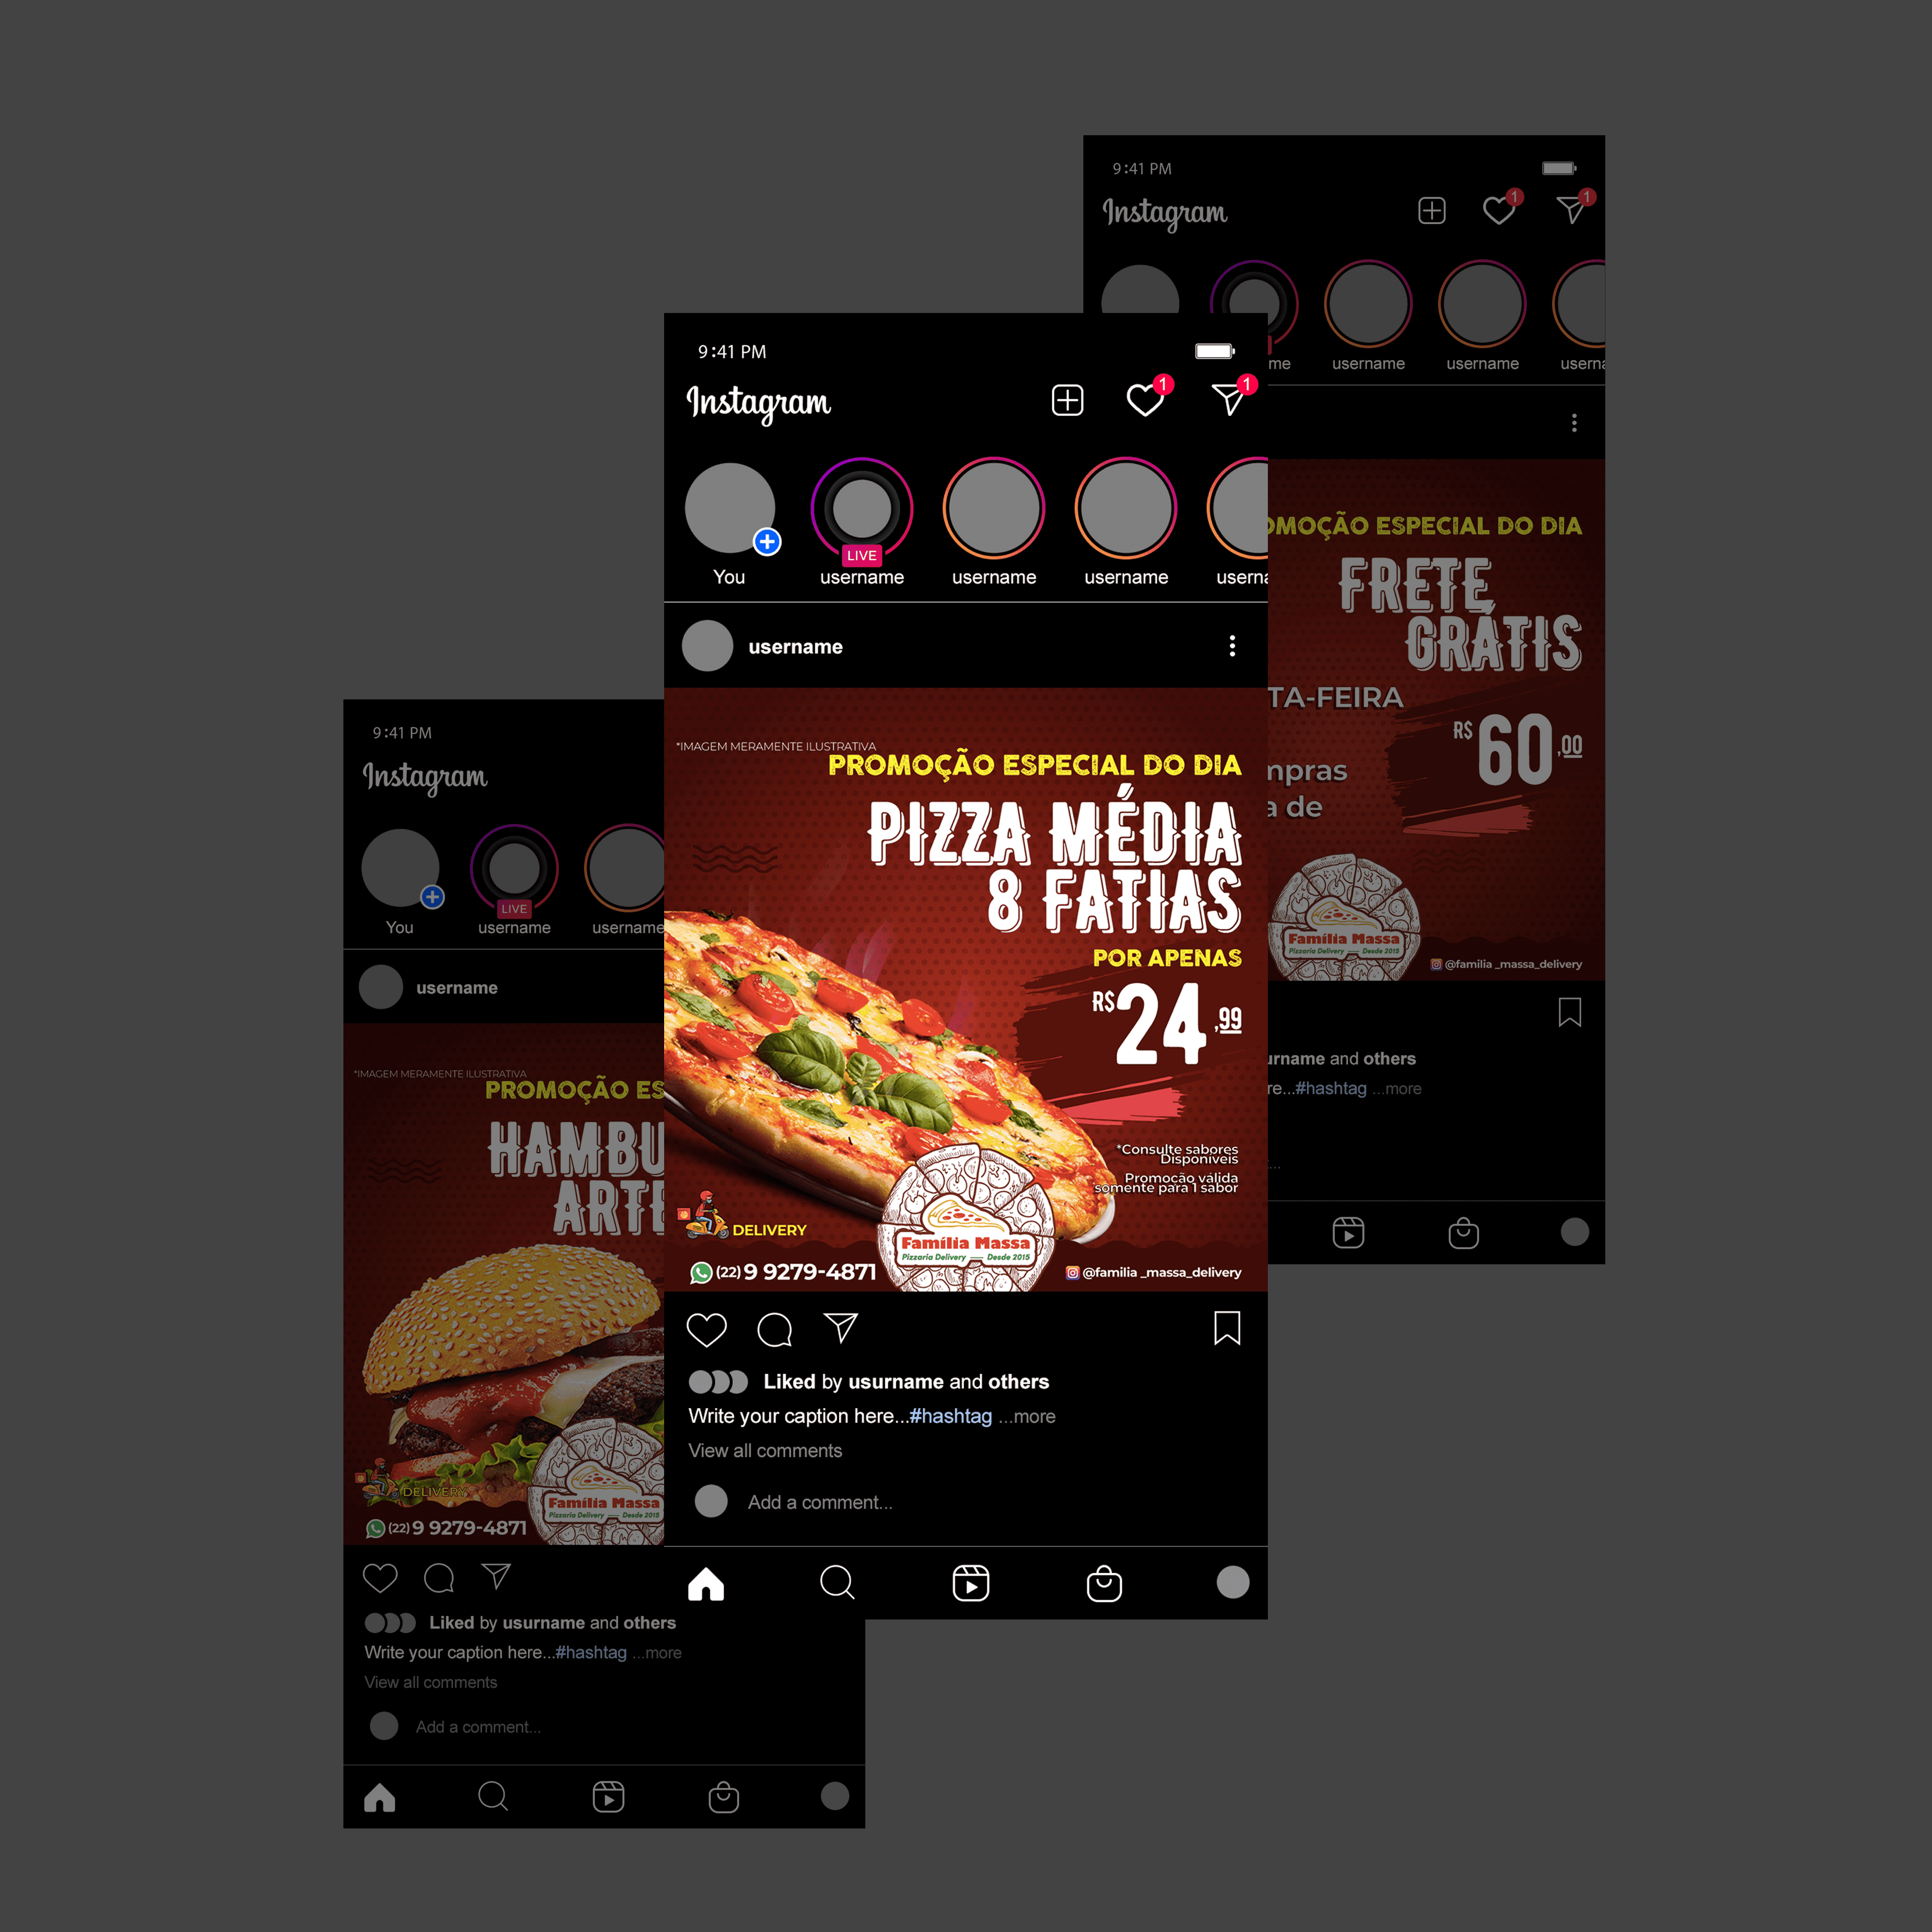 9:41 PM
Instagram
1
1
You
LIVE
username
username
username
userna
username
*IMAGEM MERAMENTE ILUSTRATIVA
PROMOÇÃO ESPECIAL DO DIA
PIZZA MÉDIA
8 FATIAS
POR APENAS
R$24,99
*Consulte sabores
Disponíveis
Promoção válida
somente para 1 sabor
DELIVERY
Família Massa
Pizzaria Delivery Desde 2015
(22) 9 9279-4871
@familia _massa_delivery
Liked by usurname and others
Write your caption here...#hashtag ...more
View all comments
Add a comment...
9:41 PM
Instagram
You
LIVE
username
username
username
*IMAGEM MERAMENTE ILUSTRATIVA
PROMOÇÃO ES
HAMBU
ARTE
DELIVERY
Família Massa
Pizzaria Delivery Desde 2015
(22) 9 9279-4871
Liked by usurname and others
Write your caption here...#hashtag ...more
View all comments
Add a comment...
9:41 PM
Instagram
1
1
me
username
username
userna
OMOÇÃO ESPECIAL DO DIA
FRETE
GRÁTIS
TA-FEIRA
R$60,00
mpras
a de
Família Massa
Pizzaria Delivery Desde 2015
@familia _massa_delivery
urname and others
re...#hashtag ...more
...